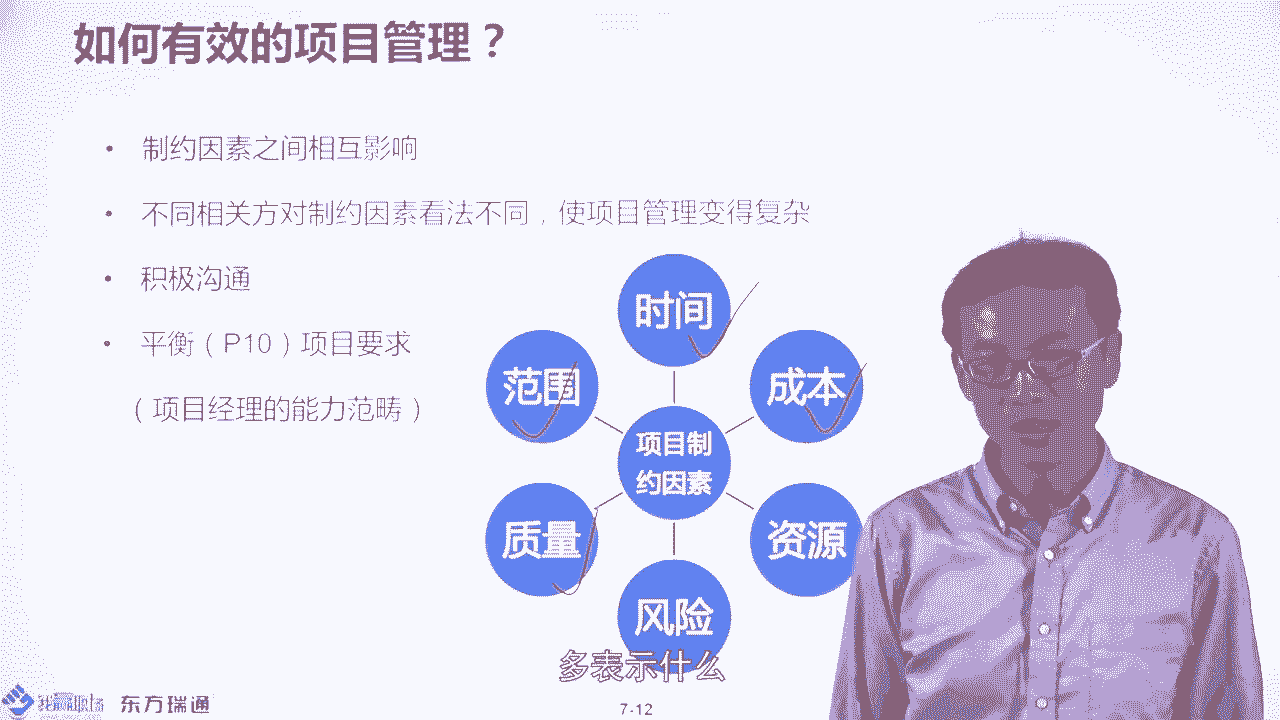 如何有效的项目管理？
• 制约因素之间相互影响
• 不同相关方对制约因素看法不同，使项目管理变得复杂
• 积极沟通
• 平衡（P10）项目要求
（项目经理的能力范畴）
时间
范围
成本
项目制
约因素
质量
资源
风险
多表示什么
东方瑞通
7-12